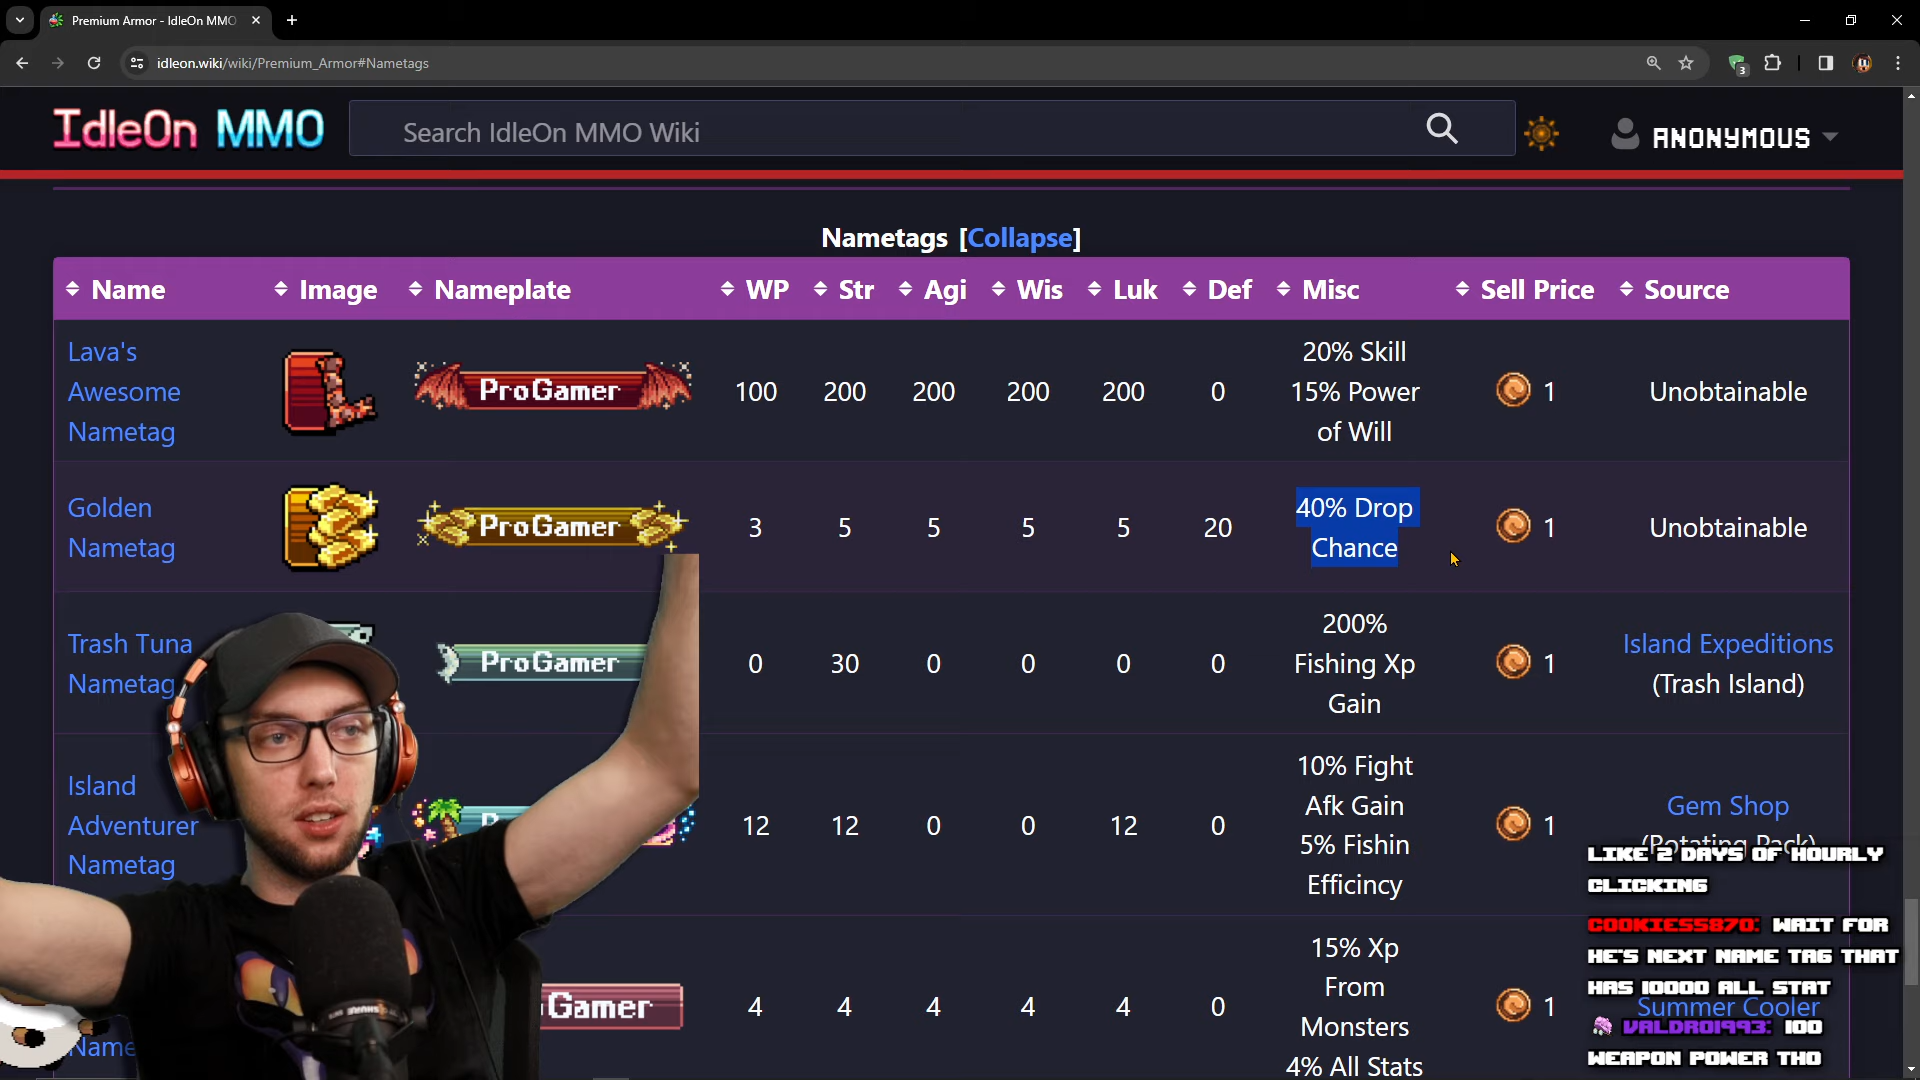 Premium Armor - IdleOn MMO
idleon.wiki/wiki/Premium_Armor#Nametags
3
IdleOn MMO
Search IdleOn MMO Wiki
ANONYMOUS
Nametags [Collapse]
Name Image Nameplate WP Str Agi Wis Luk Def Misc Sell Price Source
Lava's
Awesome
Nametag
ProGamer
100 200 200 200 200 0
20% Skill
15% Power
of Will
1
Unobtainable
Golden
Nametag
ProGamer
3 5 5 5 5 20
40% Drop
Chance
1
Unobtainable
Trash Tuna
Nametag
ProGamer
0 30 0 0 0 0
200%
Fishing Xp
Gain
1
Island Expeditions
(Trash Island)
Island
Adventurer
Nametag
12 12 0 0 12 0
10% Fight
Afk Gain
5% Fishin
Efficincy
1
Gem Shop
(Rotating Pack)
Name
Gamer
4 4 4 4 4 0
15% Xp
From
Monsters
4% All Stats
1
Summer Cooler
LIKE 2 DAYS OF HOURLY
CLICKING
COOKIES5870: WAIT FOR
HE'S NEXT NAME TAG THAT
HAS 10000 ALL STAT
VALDRO1993: 100
WEAPON POWER THO